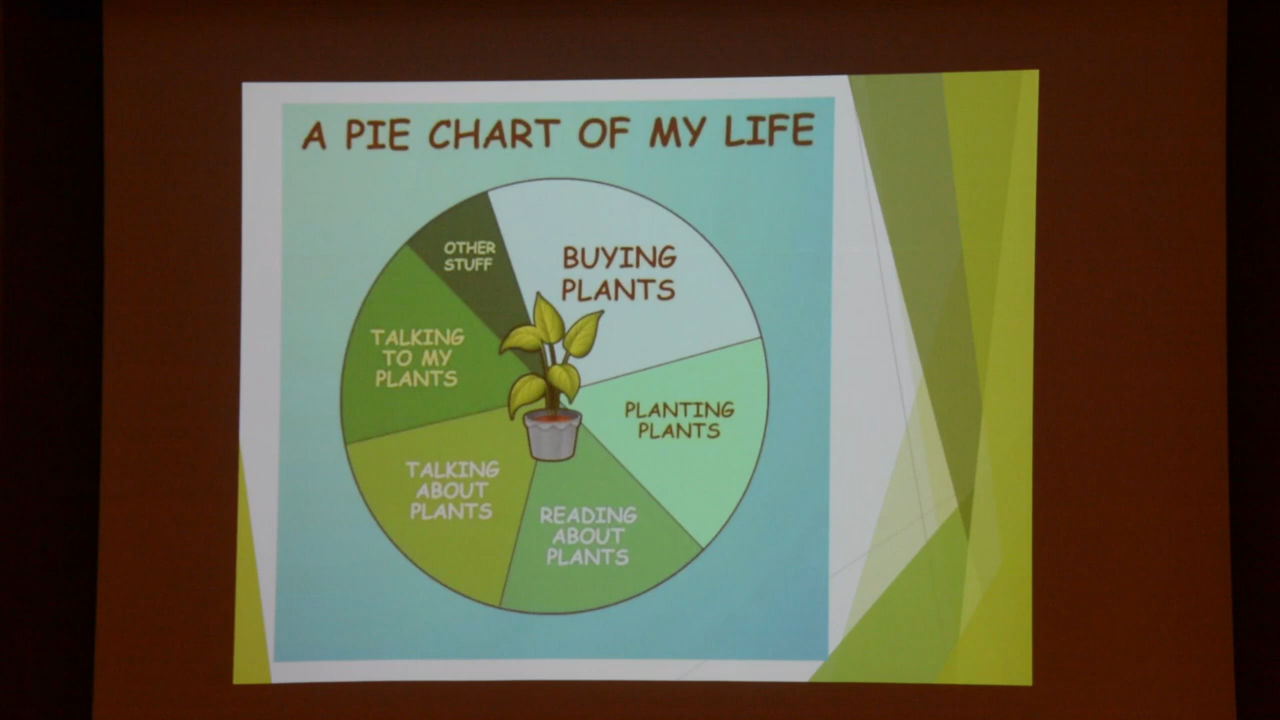 A PIE CHART OF MY LIFE
OTHER
STUFF
BUYING
PLANTS
TALKING
TO MY
PLANTS
PLANTING
PLANTS
TALKING
ABOUT
PLANTS
READING
ABOUT
PLANTS